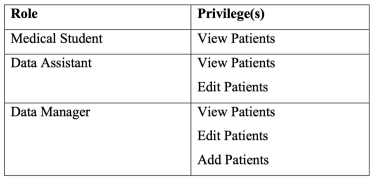 Role Privilege(s)
Medical Student View Patients
Data Assistant View Patients
Edit Patients
Data Manager View Patients
Edit Patients
Add Patients